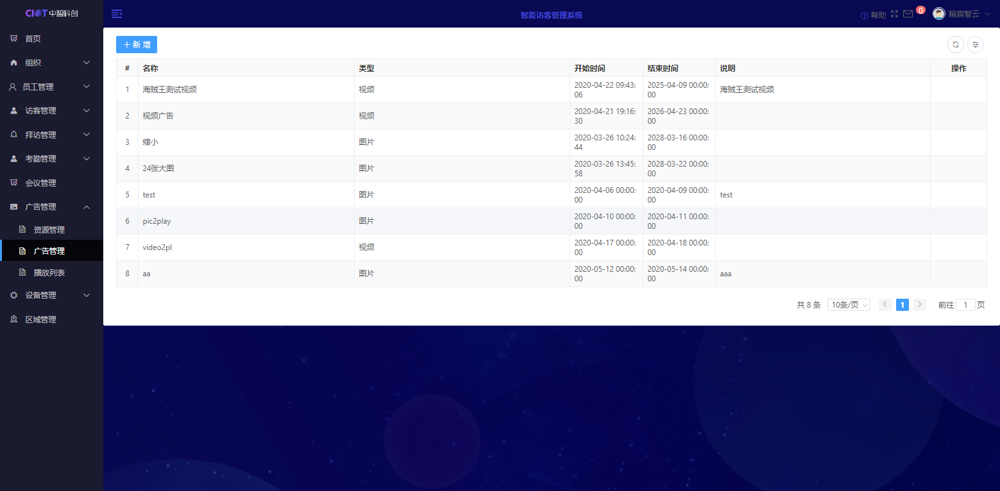 CIOT 中智科创
智能访客管理系统
帮助
0
精宸智云
首页
组织
员工管理
访客管理
拜访管理
考勤管理
会议管理
广告管理
资源管理
广告管理
播放列表
设备管理
区域管理
+ 新 增
# 名称 类型 开始时间 结束时间 说明 操作
1 海贼王测试视频 视频 2020-04-22 09:43: 2025-04-09 00:00: 海贼王测试视频
06 00
2 视频广告 视频 2020-04-21 19:16: 2026-04-23 00:00:
30 00
3 缩小 图片 2020-03-26 10:24: 2028-03-16 00:00:
44 00
4 24张大图 图片 2020-03-26 13:45: 2028-03-22 00:00:
58 00
5 test 图片 2020-04-06 00:00: 2020-04-09 00:00: test
00 00
6 pic2play 图片 2020-04-10 00:00: 2020-04-11 00:00:
00 00
7 video2pl 视频 2020-04-17 00:00: 2020-04-18 00:00:
00 00
8 aa 图片 2020-05-12 00:00: 2020-05-14 00:00: aaa
00 00
共 8 条 10条/页 1 前往 1 页